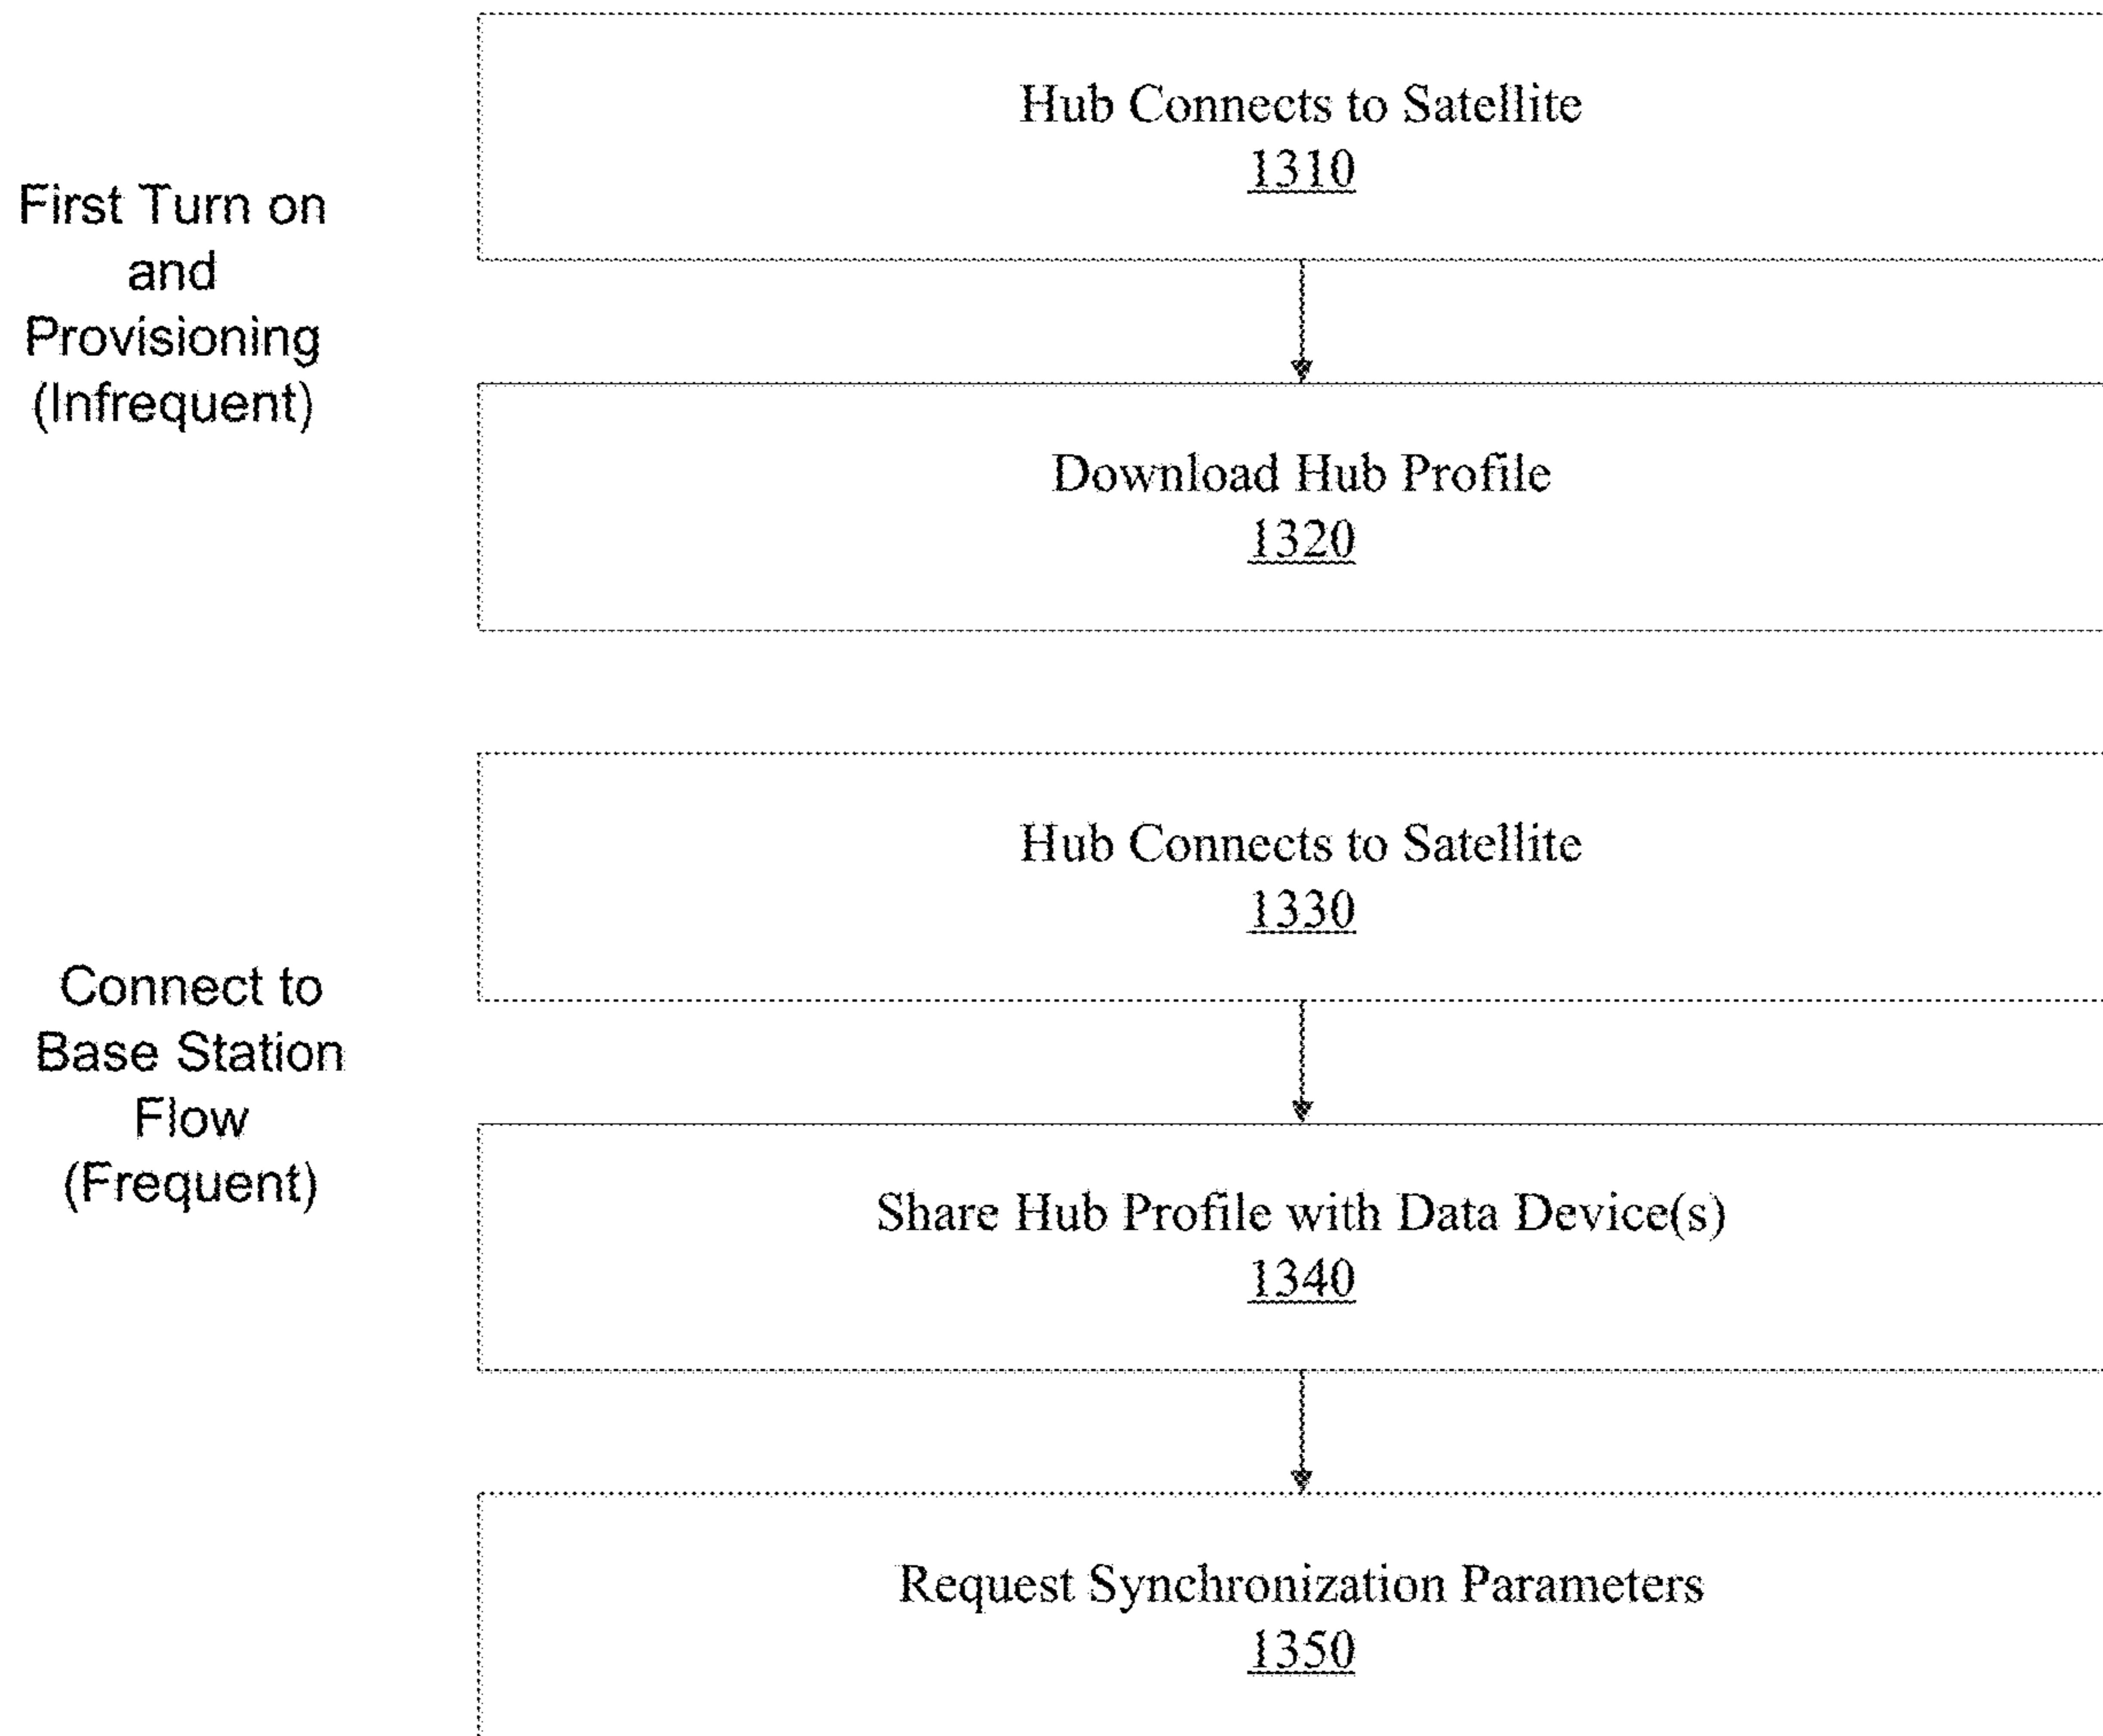 Hub Connects to Satellite
1310
First Turn on
and
Provisioning
(Infrequent)
Download Hub Profile
1320
Hub Connects to Satellite
1330
Connect to
Base Station
Flow
(Frequent)
Share Hub Profile with Data Device(s)
1340
Request Synchronization Parameters
1350